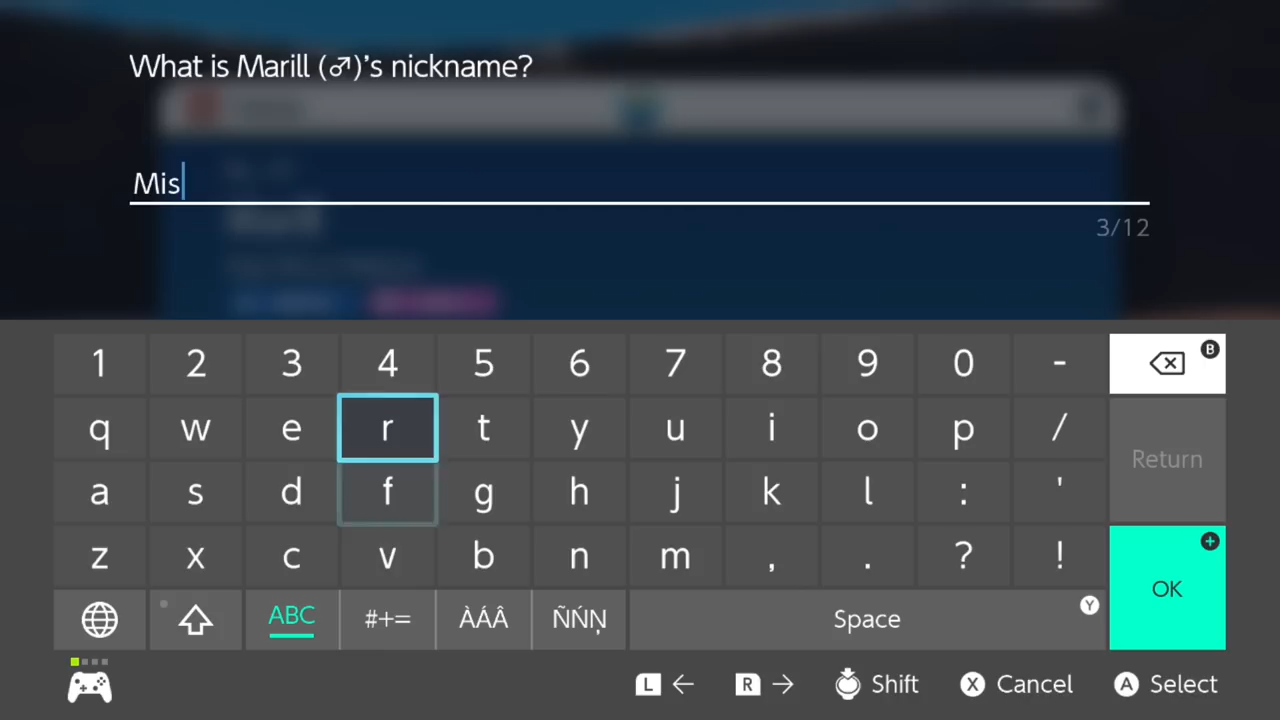 What is Marill (♂)'s nickname?
Mis
3/12
1 2 3 4 5 6 7 8 9 0 - B
q w e r t y u i o p / Return
a s d f g h j k l : '
z x c v b n m , . ? ! OK +
ABC #+= ÀÁÂ ÑŃŅ Space Y
L ← R → Shift X Cancel A Select